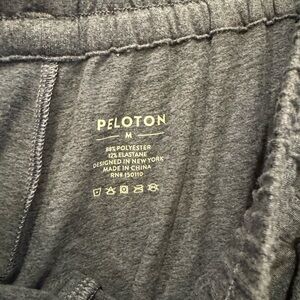 PELOTON
M
88% POLYESTER
12% ELASTANE
DESIGNED IN NEW YORK
MADE IN CHINA
RN# 150110